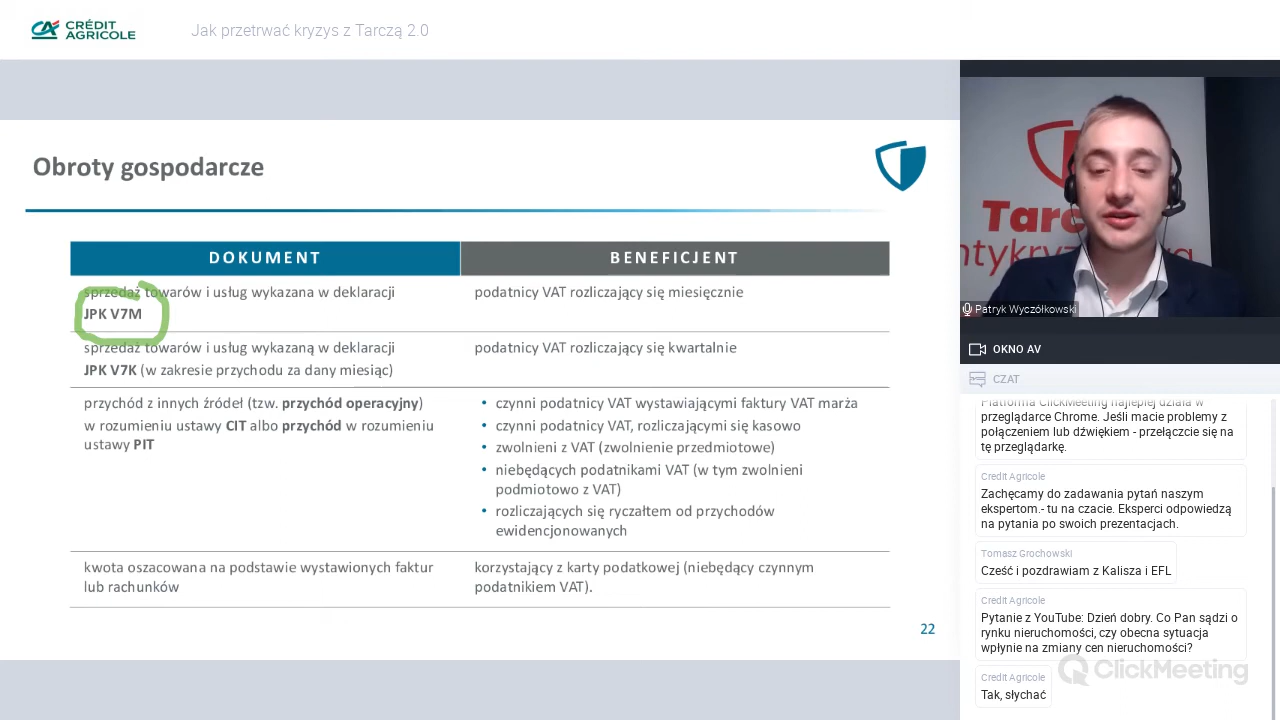 CRÉDIT
AGRICOLE
Jak przetrwać kryzys z Tarczą 2.0
Obroty gospodarcze
DOKUMENT
BENEFICJENT
sprzedaż towarów i usług wykazana w deklaracji
JPK V7M
podatnicy VAT rozliczający się miesięcznie
sprzedaż towarów i usług wykazaną w deklaracji
JPK V7K (w zakresie przychodu za dany miesiąc)
podatnicy VAT rozliczający się kwartalnie
przychód z innych źródeł (tzw. przychód operacyjny)
w rozumieniu ustawy CIT albo przychód w rozumieniu
ustawy PIT
• czynni podatnicy VAT wystawiającymi faktury VAT marża
• czynni podatnicy VAT, rozliczającymi się kasowo
• zwolnieni z VAT (zwolnienie przedmiotowe)
• niebędących podatnikami VAT (w tym zwolnieni
podmiotowo z VAT)
• rozliczających się ryczałtem od przychodów
ewidencjonowanych
kwota oszacowana na podstawie wystawionych faktur
lub rachunków
korzystający z karty podatkowej (niebędący czynnym
podatnikiem VAT).
22
Tarc
ntykry
Patryk Wyczółkowski
OKNO AV
CZAT
Platforma ClickMeeting najlepiej działa w
przeglądarce Chrome. Jeśli macie problemy z
połączeniem lub dźwiękiem - przełączcie się na
tę przeglądarkę.
Credit Agricole
Zachęcamy do zadawania pytań naszym
ekspertom.- tu na czacie. Eksperci odpowiedzą
na pytania po swoich prezentacjach.
Tomasz Grochowski
Cześć i pozdrawiam z Kalisza i EFL
Credit Agricole
Pytanie z YouTube: Dzień dobry. Co Pan sądzi o
rynku nieruchomości, czy obecna sytuacja
wpłynie na zmiany cen nieruchomości?
Credit Agricole
Tak, słychać
ClickMeeting